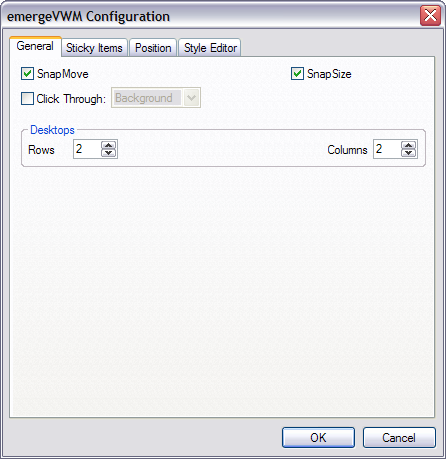 emergeVWM Configuration
General Sticky Items Position Style Editor
SnapMove SnapSize
Click Through: Background
Desktops
Rows 2 Columns 2
OK Cancel